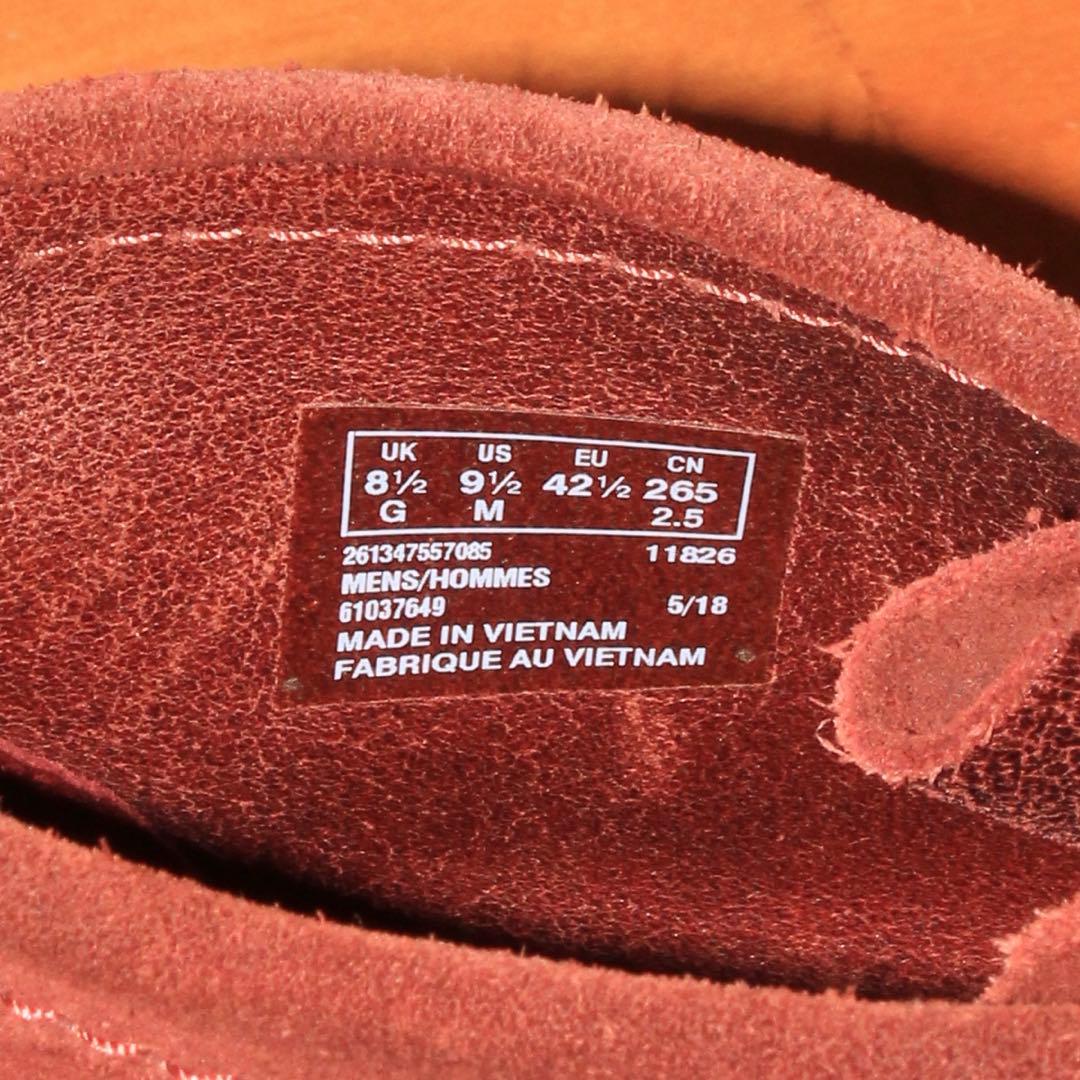 UK US EU CN
8½ 9½ 42½ 265
G M 2.5
261347557085 11826
MENS/HOMMES
61037649 5/18
MADE IN VIETNAM
FABRIQUE AU VIETNAM